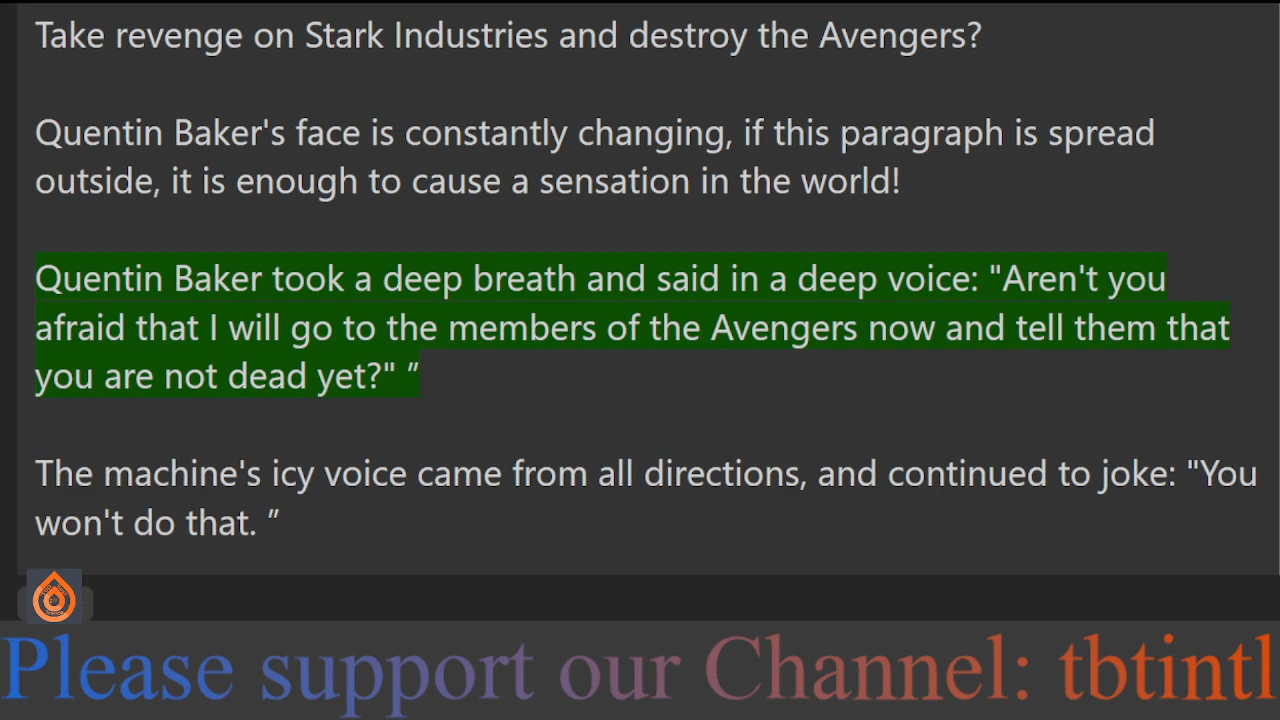 Take revenge on Stark Industries and destroy the Avengers?
Quentin Baker's face is constantly changing, if this paragraph is spread
outside, it is enough to cause a sensation in the world!
Quentin Baker took a deep breath and said in a deep voice: "Aren't you
afraid that I will go to the members of the Avengers now and tell them that
you are not dead yet?" ”
The machine's icy voice came from all directions, and continued to joke: "You
won't do that. ”
Please support our Channel: tbtintl